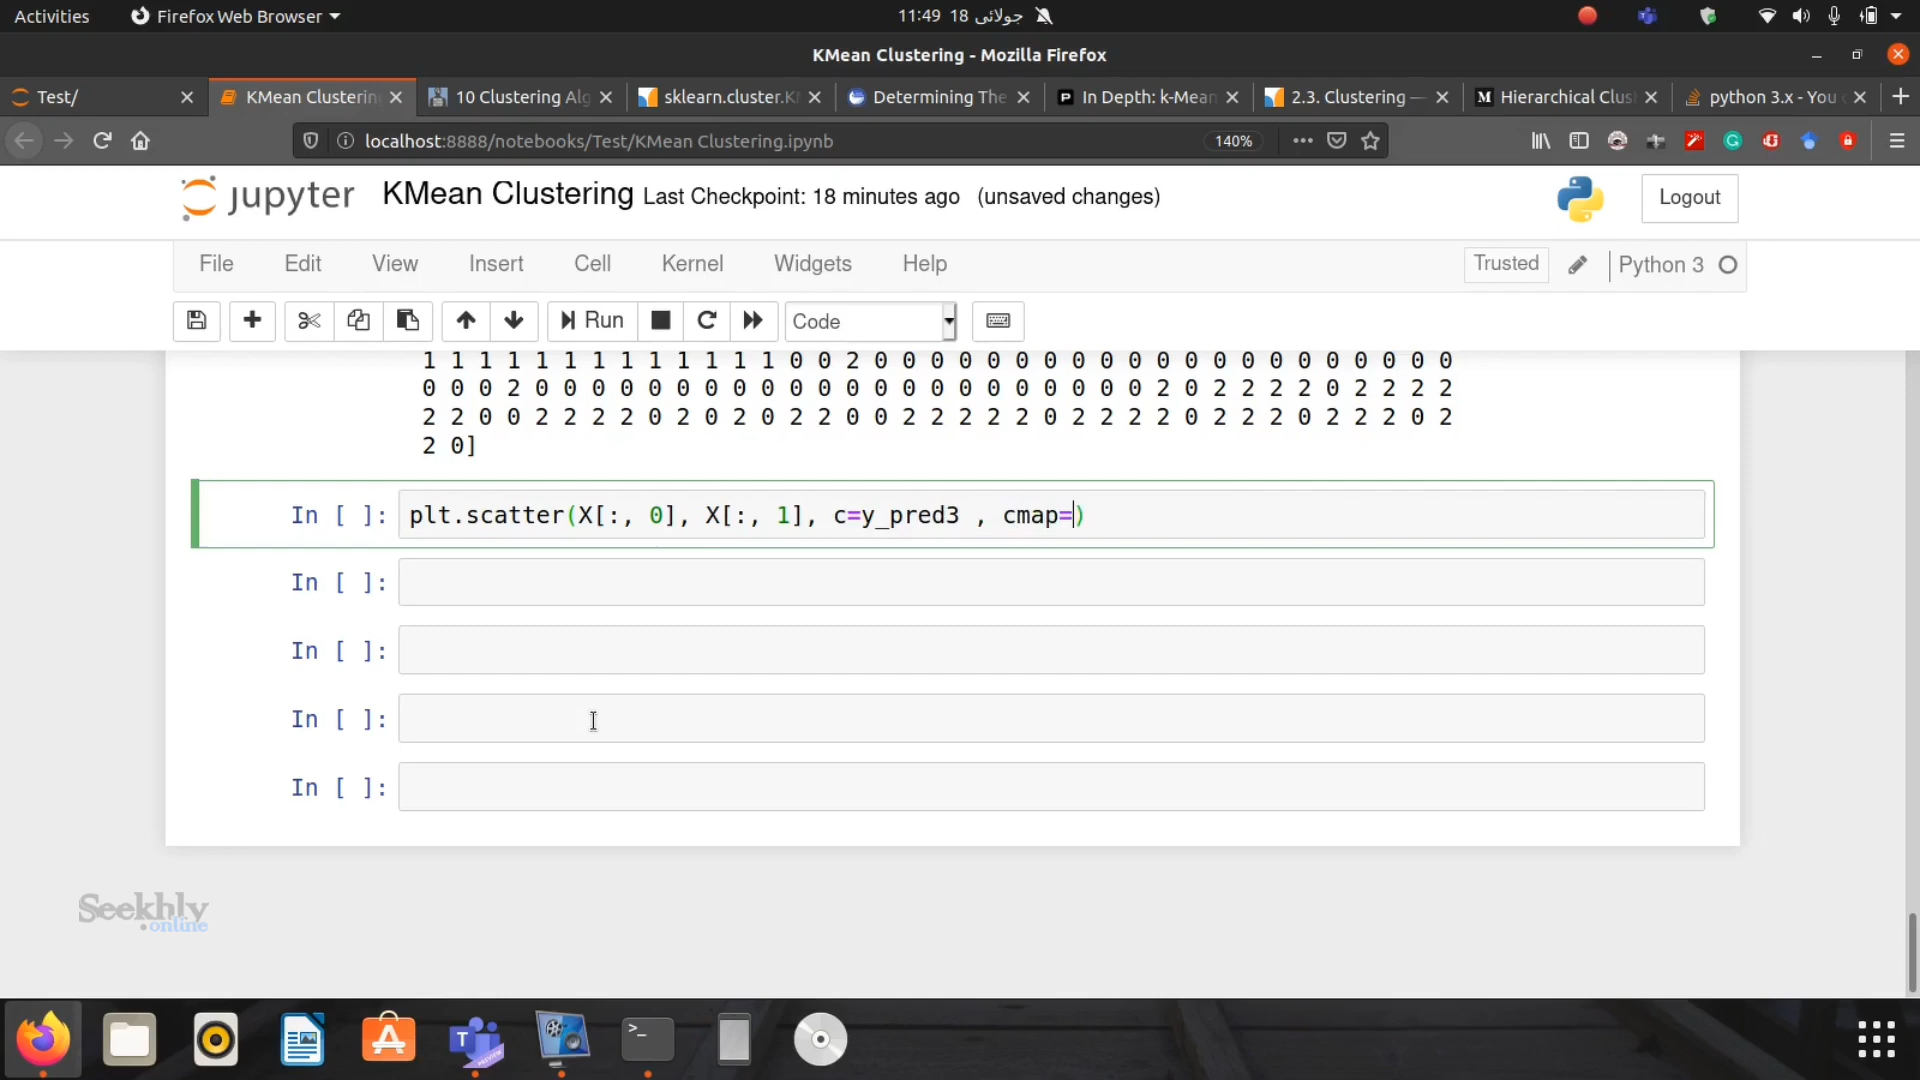 Activities Firefox Web Browser 11:49 18 جولائی
KMean Clustering - Mozilla Firefox
Test/ KMean Clustering 10 Clustering Alg sklearn.cluster.K Determining The In Depth: k-Mean 2.3. Clustering — Hierarchical Clus python 3.x - You
localhost:8888/notebooks/Test/KMean Clustering.ipynb 140%
jupyter KMean Clustering Last Checkpoint: 18 minutes ago (unsaved changes) Logout
File Edit View Insert Cell Kernel Widgets Help Trusted Python 3
Run Code
1 1 1 1 1 1 1 1 1 1 1 1 1 0 0 2 0 0 0 0 0 0 0 0 0 0 0 0 0 0 0 0 0 0 0 0 0
0 0 0 2 0 0 0 0 0 0 0 0 0 0 0 0 0 0 0 0 0 0 0 0 0 0 2 0 2 2 2 2 0 2 2 2 2
2 2 0 0 2 2 2 2 0 2 0 2 0 2 2 0 0 2 2 2 2 2 0 2 2 2 2 0 2 2 2 0 2 2 2 0 2
2 0]
In [ ]: plt.scatter(X[:, 0], X[:, 1], c=y_pred3 , cmap=)
In [ ]:
In [ ]:
In [ ]:
In [ ]:
Seekhly
.online